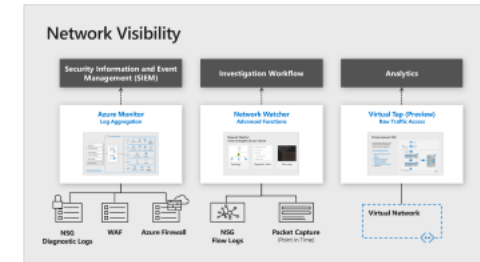 Network Visibility
Security Information and Event
Management (SIEM)
Investigation Workflow
Analytics
Azure Monitor
Log Aggregation
Network Watcher
Advanced Functions
Virtual Tap (Preview)
Raw Traffic Access
NSG
Diagnostic Logs
WAF
Azure Firewall
NSG
Flow Logs
Packet Capture
(Point in Time)
Virtual Network